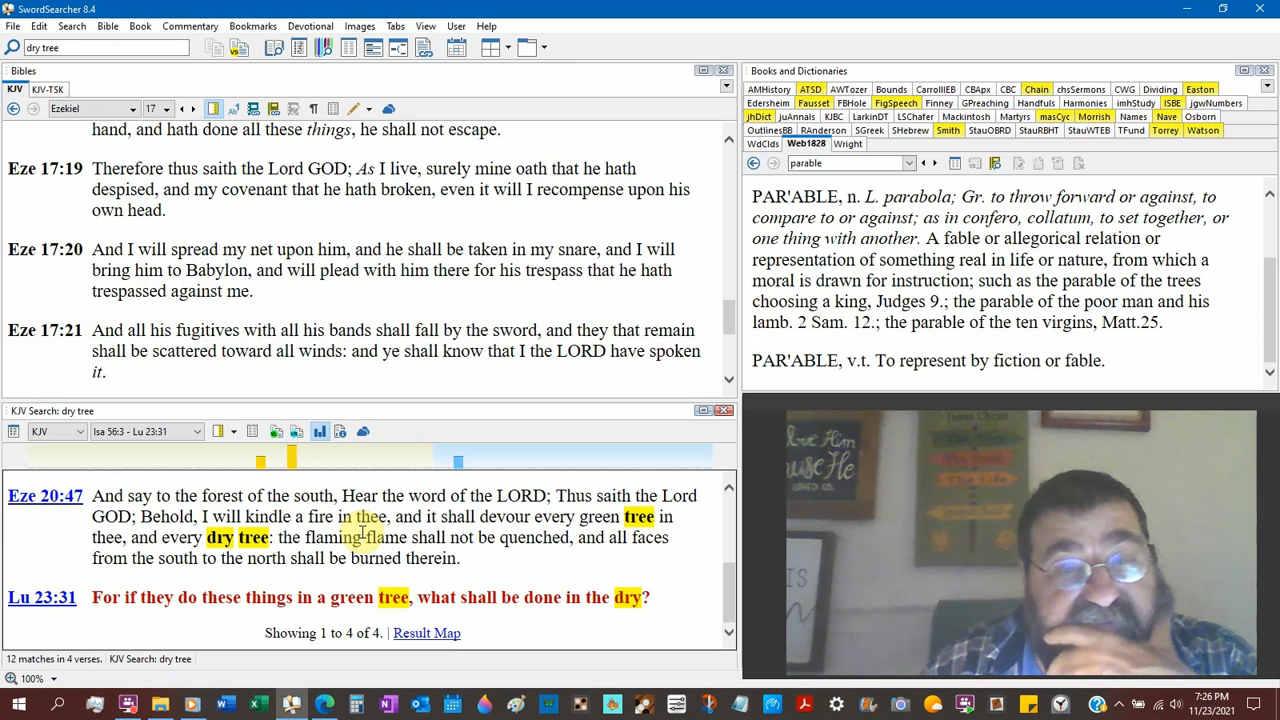 SwordSearcher 8.4
File Edit Search Bible Book Commentary Bookmarks Devotional Images Tabs View User Help
dry tree
Bibles
KJV KJV-TSK
Ezekiel 17
hand, and hath done all these things, he shall not escape.
Eze 17:19 Therefore thus saith the Lord GOD; As I live, surely mine oath that he hath
despised, and my covenant that he hath broken, even it will I recompense upon his
own head.
Eze 17:20 And I will spread my net upon him, and he shall be taken in my snare, and I will
bring him to Babylon, and will plead with him there for his trespass that he hath
trespassed against me.
Eze 17:21 And all his fugitives with all his bands shall fall by the sword, and they that remain
shall be scattered toward all winds: and ye shall know that I the LORD have spoken
it.
KJV Search: dry tree
KJV Isa 56:3 - Lu 23:31
Eze 20:47 And say to the forest of the south, Hear the word of the LORD; Thus saith the Lord
GOD; Behold, I will kindle a fire in thee, and it shall devour every green tree in
thee, and every dry tree: the flaming flame shall not be quenched, and all faces
from the south to the north shall be burned therein.
Lu 23:31 For if they do these things in a green tree, what shall be done in the dry?
Showing 1 to 4 of 4. | Result Map
12 matches in 4 verses. KJV Search: dry tree
100%
Books and Dictionaries
AMHistory ATSD AWTozer Bounds CarrollEB CBApx CBC Chain chsSermons CWG Dividing Easton
Edersheim Fausset FBHole FigSpeech Finney GPreaching Handfuls Harmonies imhStudy ISBE jgwNumbers
jhDict juAnnals KJBC LarkinDT LSChafer Mackintosh Martyrs masCyc Morrish Names Nave Osborn
OutlinesBB RAnderson SGreek SHebrew Smith StauOBRD StauRBHT StauWTEB TFund Torrey Watson
WdClds Web1828 Wright
parable
PAR'ABLE, n. L. parabola; Gr. to throw forward or against, to
compare to or against; as in confero, collatum, to set together, or
one thing with another. A fable or allegorical relation or
representation of something real in life or nature, from which a
moral is drawn for instruction; such as the parable of the trees
choosing a king, Judges 9.; the parable of the poor man and his
lamb. 2 Sam. 12.; the parable of the ten virgins, Matt.25.
PAR'ABLE, v.t. To represent by fiction or fable.
Jesus Christ
Love Him
IS
7:26 PM
11/23/2021